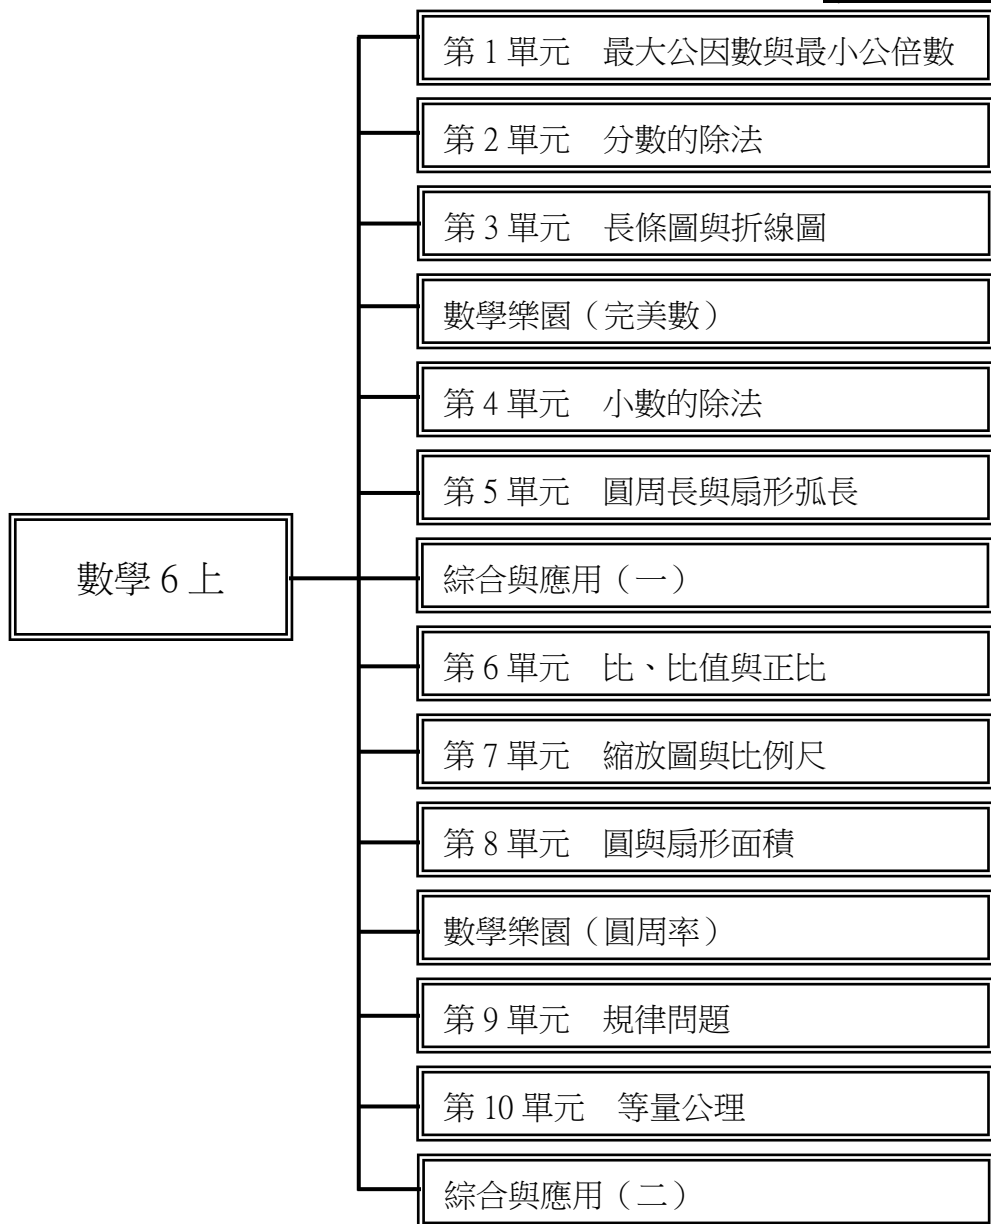 第 1 單元　最大公因數與最小公倍數
第 2 單元　分數的除法
第 3 單元　長條圖與折線圖
數學樂園（完美數）
第 4 單元　小數的除法
第 5 單元　圓周長與扇形弧長
數學 6 上
綜合與應用（一）
第 6 單元　比、比值與正比
第 7 單元　縮放圖與比例尺
第 8 單元　圓與扇形面積
數學樂園（圓周率）
第 9 單元　規律問題
第 10 單元　等量公理
綜合與應用（二）